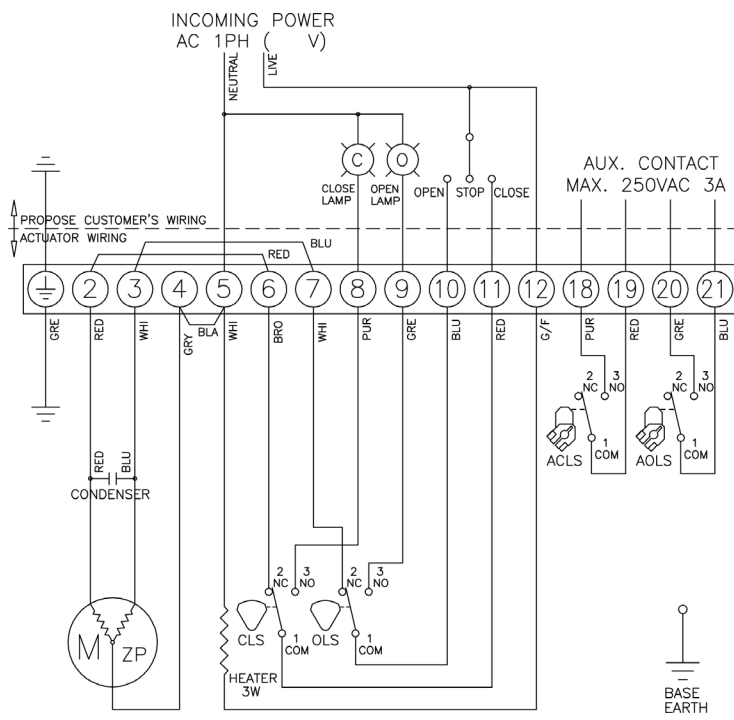 INCOMING POWER
AC 1PH ( V)
NEUTRAL
LIVE
C
O
CLOSE
LAMP
OPEN
LAMP
OPEN
STOP
CLOSE
AUX. CONTACT
MAX. 250VAC 3A
PROPOSE CUSTOMER'S WIRING
ACTUATOR WIRING
BLU
RED
2
3
4
5
6
7
8
9
10
11
12
18
19
20
21
GRE
RED
WHI
GRY
BLA
WHI
BRO
WHI
PUR
GRE
BLU
RED
G/F
PUR
RED
GRE
BLU
2
NC
3
NO
1
COM
ACLS
2
NC
3
NO
1
COM
AOLS
RED
BLU
CONDENSER
M
ZP
2
NC
3
NO
CLS
1
COM
2
NC
3
NO
OLS
1
COM
HEATER
3W
BASE
EARTH